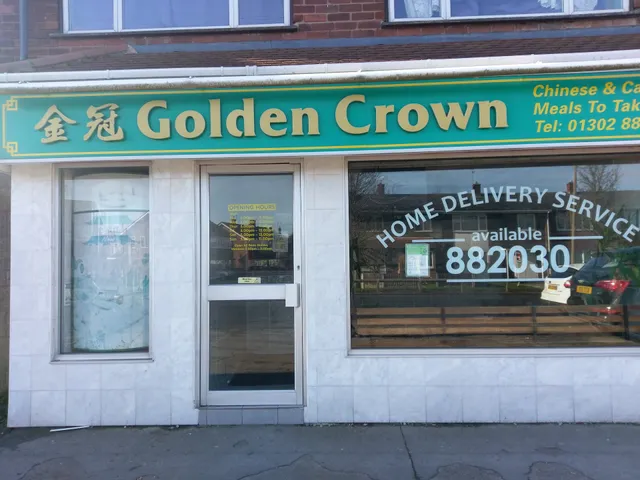 金冠 Golden Crown
Chinese & Ca
Meals To Tak
Tel: 01302 88
OPENING HOURS
HOME DELIVERY SERVICE
available
882030